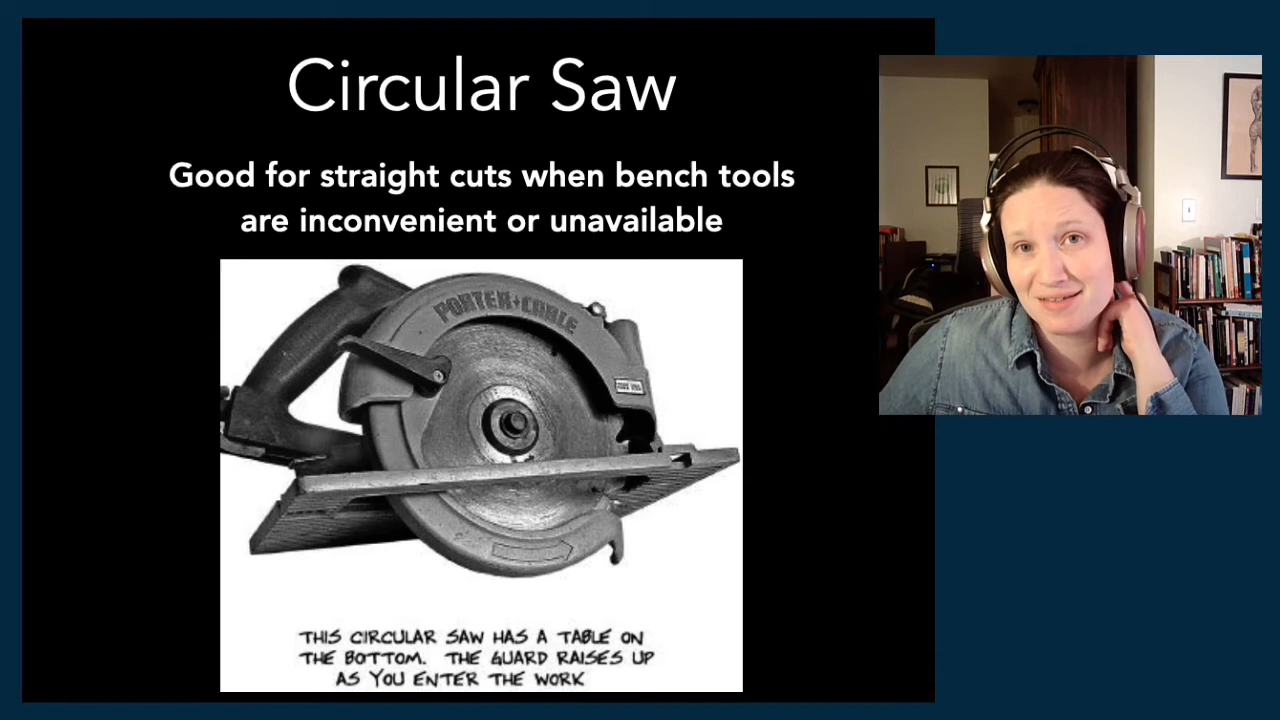 Circular Saw
Good for straight cuts when bench tools
are inconvenient or unavailable
PORTER+CABLE
THIS CIRCULAR SAW HAS A TABLE ON
THE BOTTOM. THE GUARD RAISES UP
AS YOU ENTER THE WORK